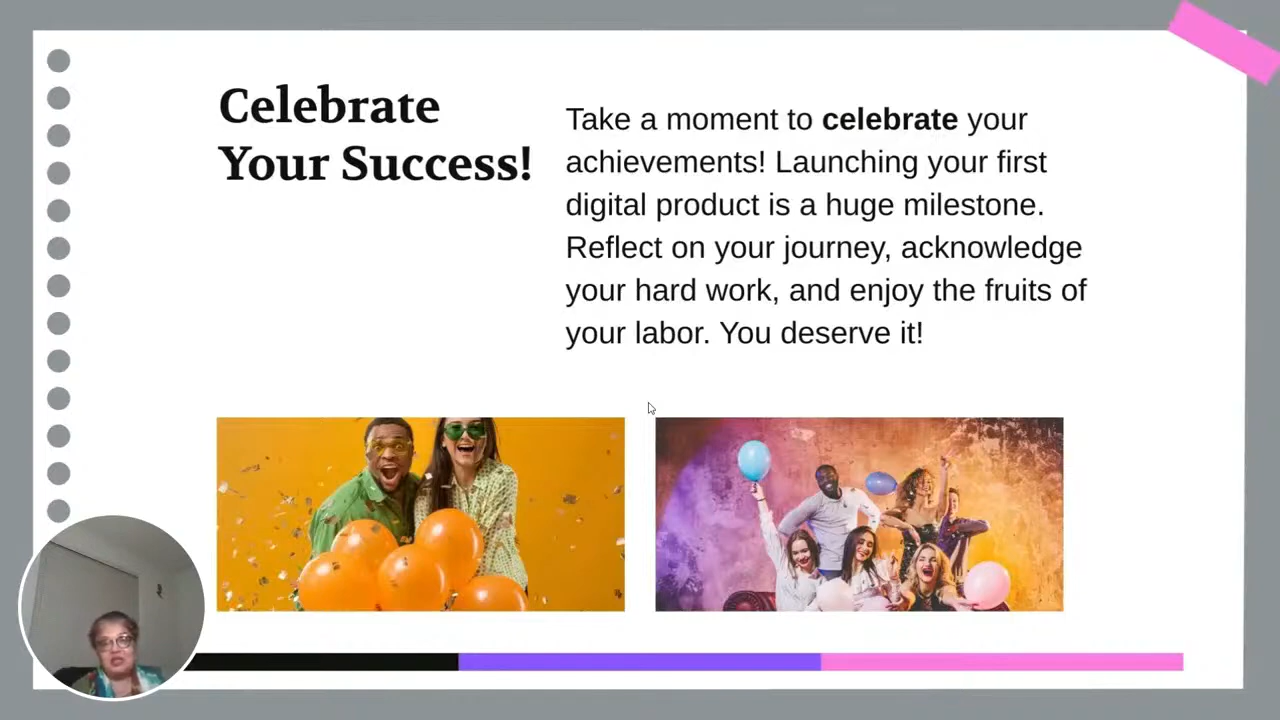 Celebrate
Your Success!
Take a moment to celebrate your
achievements! Launching your first
digital product is a huge milestone.
Reflect on your journey, acknowledge
your hard work, and enjoy the fruits of
your labor. You deserve it!